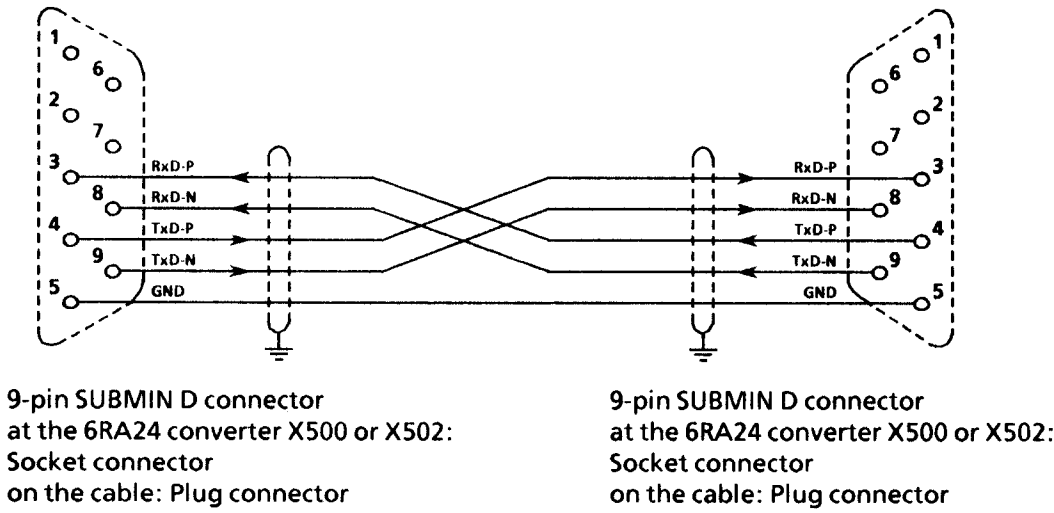 1
6
2
7
3
8
4
9
5
RxD-P
RxD-N
TxD-P
TxD-N
GND
RxD-P
RxD-N
TxD-P
TxD-N
GND
1
6
2
7
3
8
4
9
5
9-pin SUBMIN D connector
at the 6RA24 converter X500 or X502:
Socket connector
on the cable: Plug connector
9-pin SUBMIN D connector
at the 6RA24 converter X500 or X502:
Socket connector
on the cable: Plug connector